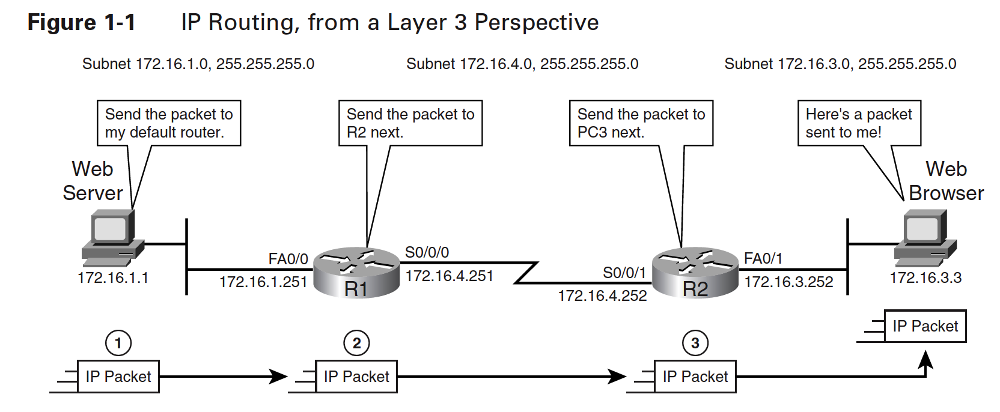 Figure 1-1 IP Routing, from a Layer 3 Perspective
Subnet 172.16.1.0, 255.255.255.0
Subnet 172.16.4.0, 255.255.255.0
Subnet 172.16.3.0, 255.255.255.0
Send the packet to
my default router.
Send the packet to
R2 next.
Send the packet to
PC3 next.
Here's a packet
sent to me!
Web
Server
Web
Browser
172.16.1.1
FA0/0
172.16.1.251
R1
S0/0/0
172.16.4.251
S0/0/1
172.16.4.252
R2
FA0/1
172.16.3.252
172.16.3.3
1
IP Packet
2
IP Packet
3
IP Packet
IP Packet